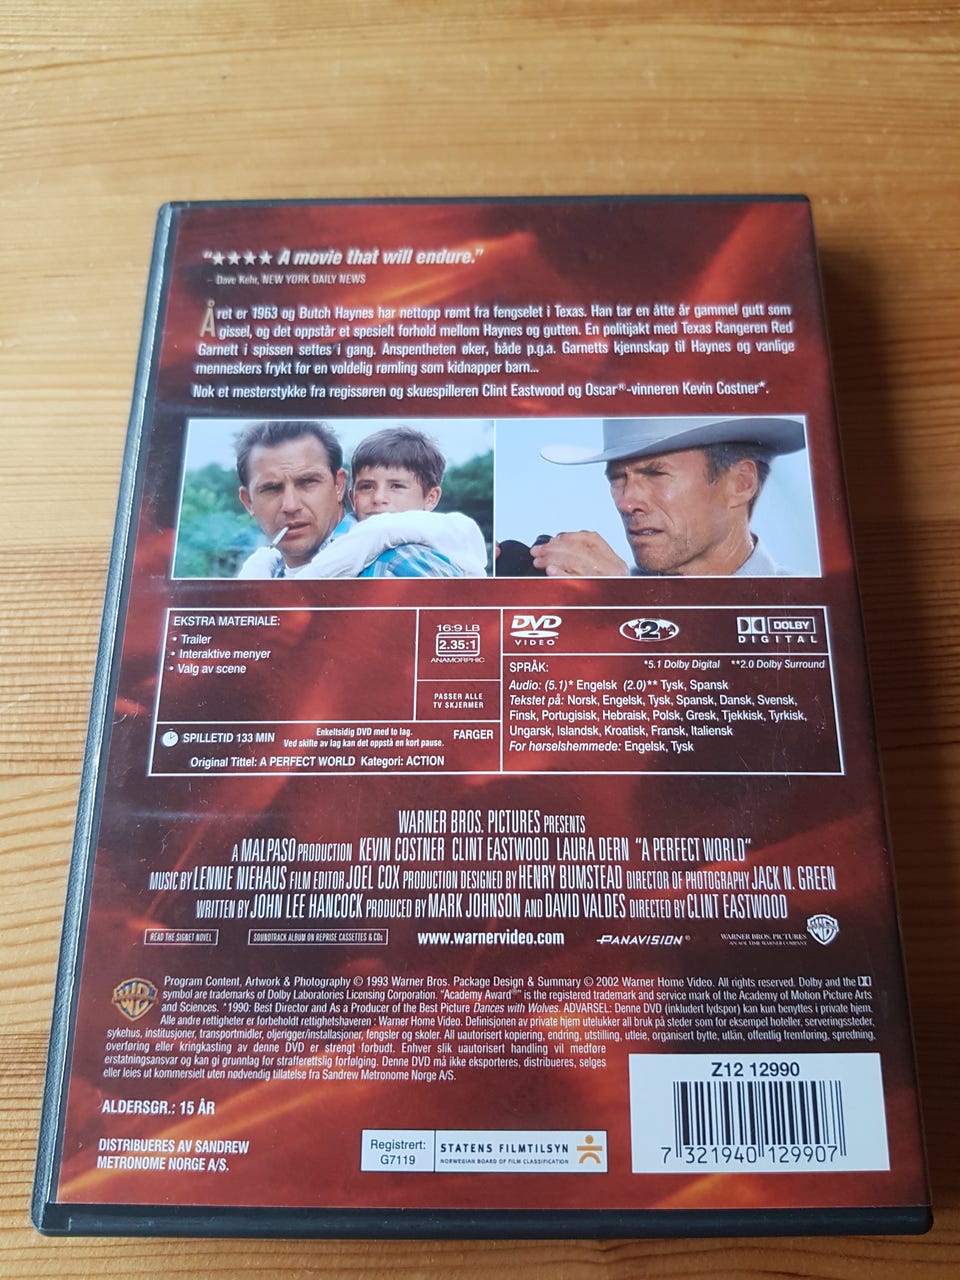 "★★★★ A movie that will endure."
– Dave Kehr, NEW YORK DAILY NEWS
Året er 1963 og Butch Haynes har nettopp rømt fra fengselet i Texas. Han tar en åtte år gammel gutt som
gissel, og det oppstår et spesielt forhold mellom Haynes og gutten. En politijakt med Texas Rangeren Red
Garnett i spissen settes i gang. Anspentheten øker, både p.g.a. Garnetts kjennskap til Haynes og vanlige
menneskers frykt for en voldelig rømling som kidnapper barn...
Nok et mesterstykke fra regissøren og skuespilleren Clint Eastwood og Oscar®-vinneren Kevin Costner*.
EKSTRA MATERIALE:
• Trailer
• Interaktive menyer
• Valg av scene
16:9 LB
2.35:1
ANAMORPHIC
PASSER ALLE
TV SKJERMER
SPILLETID 133 MIN
Enkeltsidig DVD med to lag.
Ved skifte av lag kan det oppstå en kort pause.
FARGER
Original Tittel: A PERFECT WORLD Kategori: ACTION
DVD
VIDEO
2
DOLBY
DIGITAL
SPRÅK: *5.1 Dolby Digital **2.0 Dolby Surround
Audio: (5.1)* Engelsk (2.0)** Tysk, Spansk
Tekstet på: Norsk, Engelsk, Tysk, Spansk, Dansk, Svensk,
Finsk, Portugisisk, Hebraisk, Polsk, Gresk, Tjekkisk, Tyrkisk,
Ungarsk, Islandsk, Kroatisk, Fransk, Italiensk
For hørselshemmede: Engelsk, Tysk
WARNER BROS. PICTURES PRESENTS
A MALPASO PRODUCTION KEVIN COSTNER CLINT EASTWOOD LAURA DERN "A PERFECT WORLD"
MUSIC BY LENNIE NIEHAUS FILM EDITOR JOEL COX PRODUCTION DESIGNED BY HENRY BUMSTEAD DIRECTOR OF PHOTOGRAPHY JACK N. GREEN
WRITTEN BY JOHN LEE HANCOCK PRODUCED BY MARK JOHNSON AND DAVID VALDES DIRECTED BY CLINT EASTWOOD
READ THE SIGNET NOVEL
SOUNDTRACK ALBUM ON REPRISE CASSETTES & CDs
www.warnervideo.com
PANAVISION®
WARNER BROS. PICTURES
AN AOL TIME WARNER COMPANY
Program Content, Artwork & Photography © 1993 Warner Bros. Package Design & Summary © 2002 Warner Home Video. All rights reserved. Dolby and the
symbol are trademarks of Dolby Laboratories Licensing Corporation. "Academy Award®" is the registered trademark and service mark of the Academy of Motion Picture Arts
and Sciences. *1990: Best Director and As a Producer of the Best Picture Dances with Wolves. ADVARSEL: Denne DVD (inkludert lydspor) kan kun benyttes i private hjem.
Alle andre rettigheter er forbeholdt rettighetshaveren : Warner Home Video. Definisjonen av private hjem utelukker all bruk på steder som for eksempel hoteller, serveringssteder,
sykehus, institusjoner, transportmidler, oljerigger/installasjoner, fengsler og skoler. All uautorisert kopiering, endring, utstilling, utleie, organisert bytte, utlån, offentlig fremføring, spredning,
overføring eller kringkasting av denne DVD er strengt forbudt. Enhver slik uautorisert handling vil medføre
erstatningsansvar og kan gi grunnlag for strafferettslig forfølgning. Denne DVD må ikke eksporteres, distribueres, selges
eller leies ut kommersielt uten nødvendig tillatelse fra Sandrew Metronome Norge A/S.
ALDERSGR.: 15 ÅR
DISTRIBUERES AV SANDREW
METRONOME NORGE A/S.
Registrert:
G7119
STATENS FILMTILSYN
NORWEGIAN BOARD OF FILM CLASSIFICATION
Z12 12990
7 321940 129907